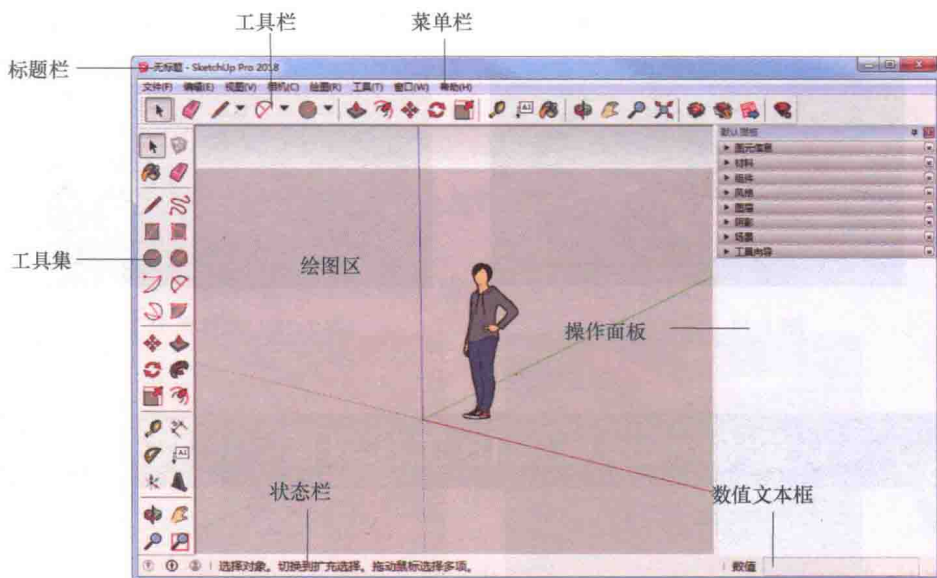 工具栏
菜单栏
标题栏
无标题 - SketchUp Pro 2018
文件(F) 编辑(E) 视图(V) 相机(C) 绘图(R) 工具(T) 窗口(W) 帮助(H)
默认面板
图元信息
材料
组件
风格
图层
阴影
场景
工具向导
工具集
绘图区
操作面板
状态栏
数值文本框
选择对象。切换到扩充选择。拖动鼠标选择多项。
数值